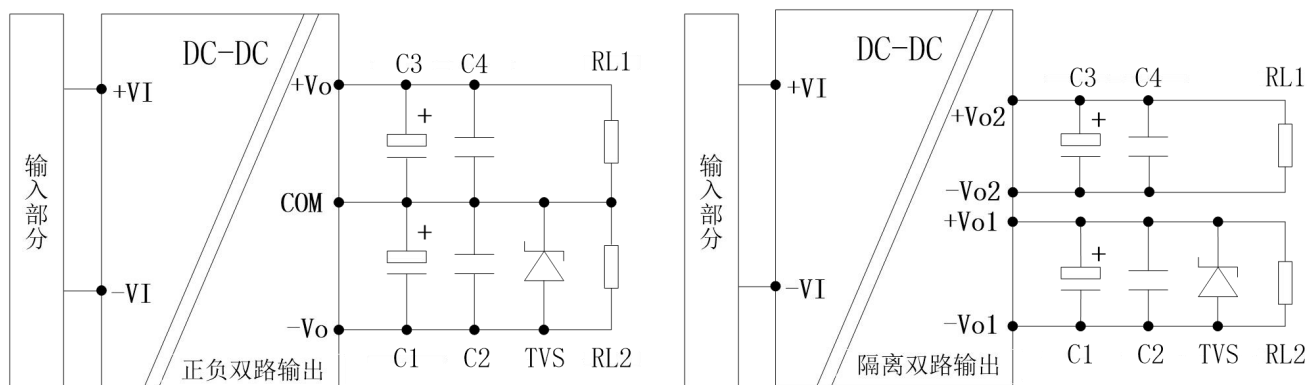 DC-DC
C3
C4
RL1
+VI
+Vo
+
输入部分
COM
+
-VI
-Vo
正负双路输出
C1
C2
TVS
RL2
DC-DC
C3
C4
RL1
+VI
+Vo2
+
输入部分
-Vo2
+Vo1
+
-VI
-Vo1
隔离双路输出
C1
C2
TVS
RL2